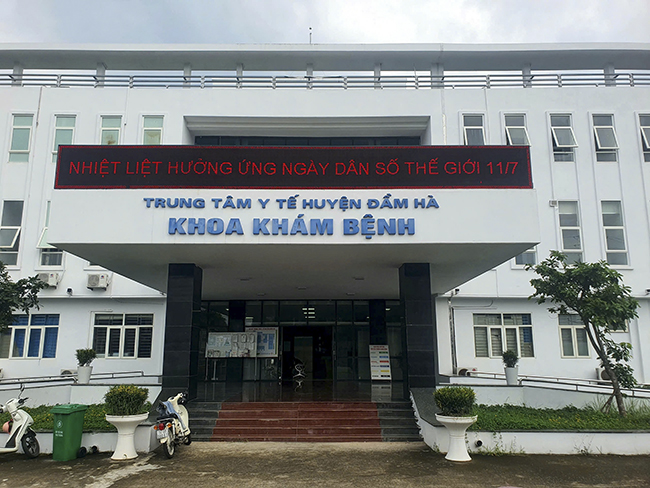 NHIỆT LIỆT HƯỞNG ỨNG NGÀY DÂN SỐ THẾ GIỚI 11/7
TRUNG TÂM Y TẾ HUYỆN ĐẦM HÀ
KHOA KHÁM BỆNH